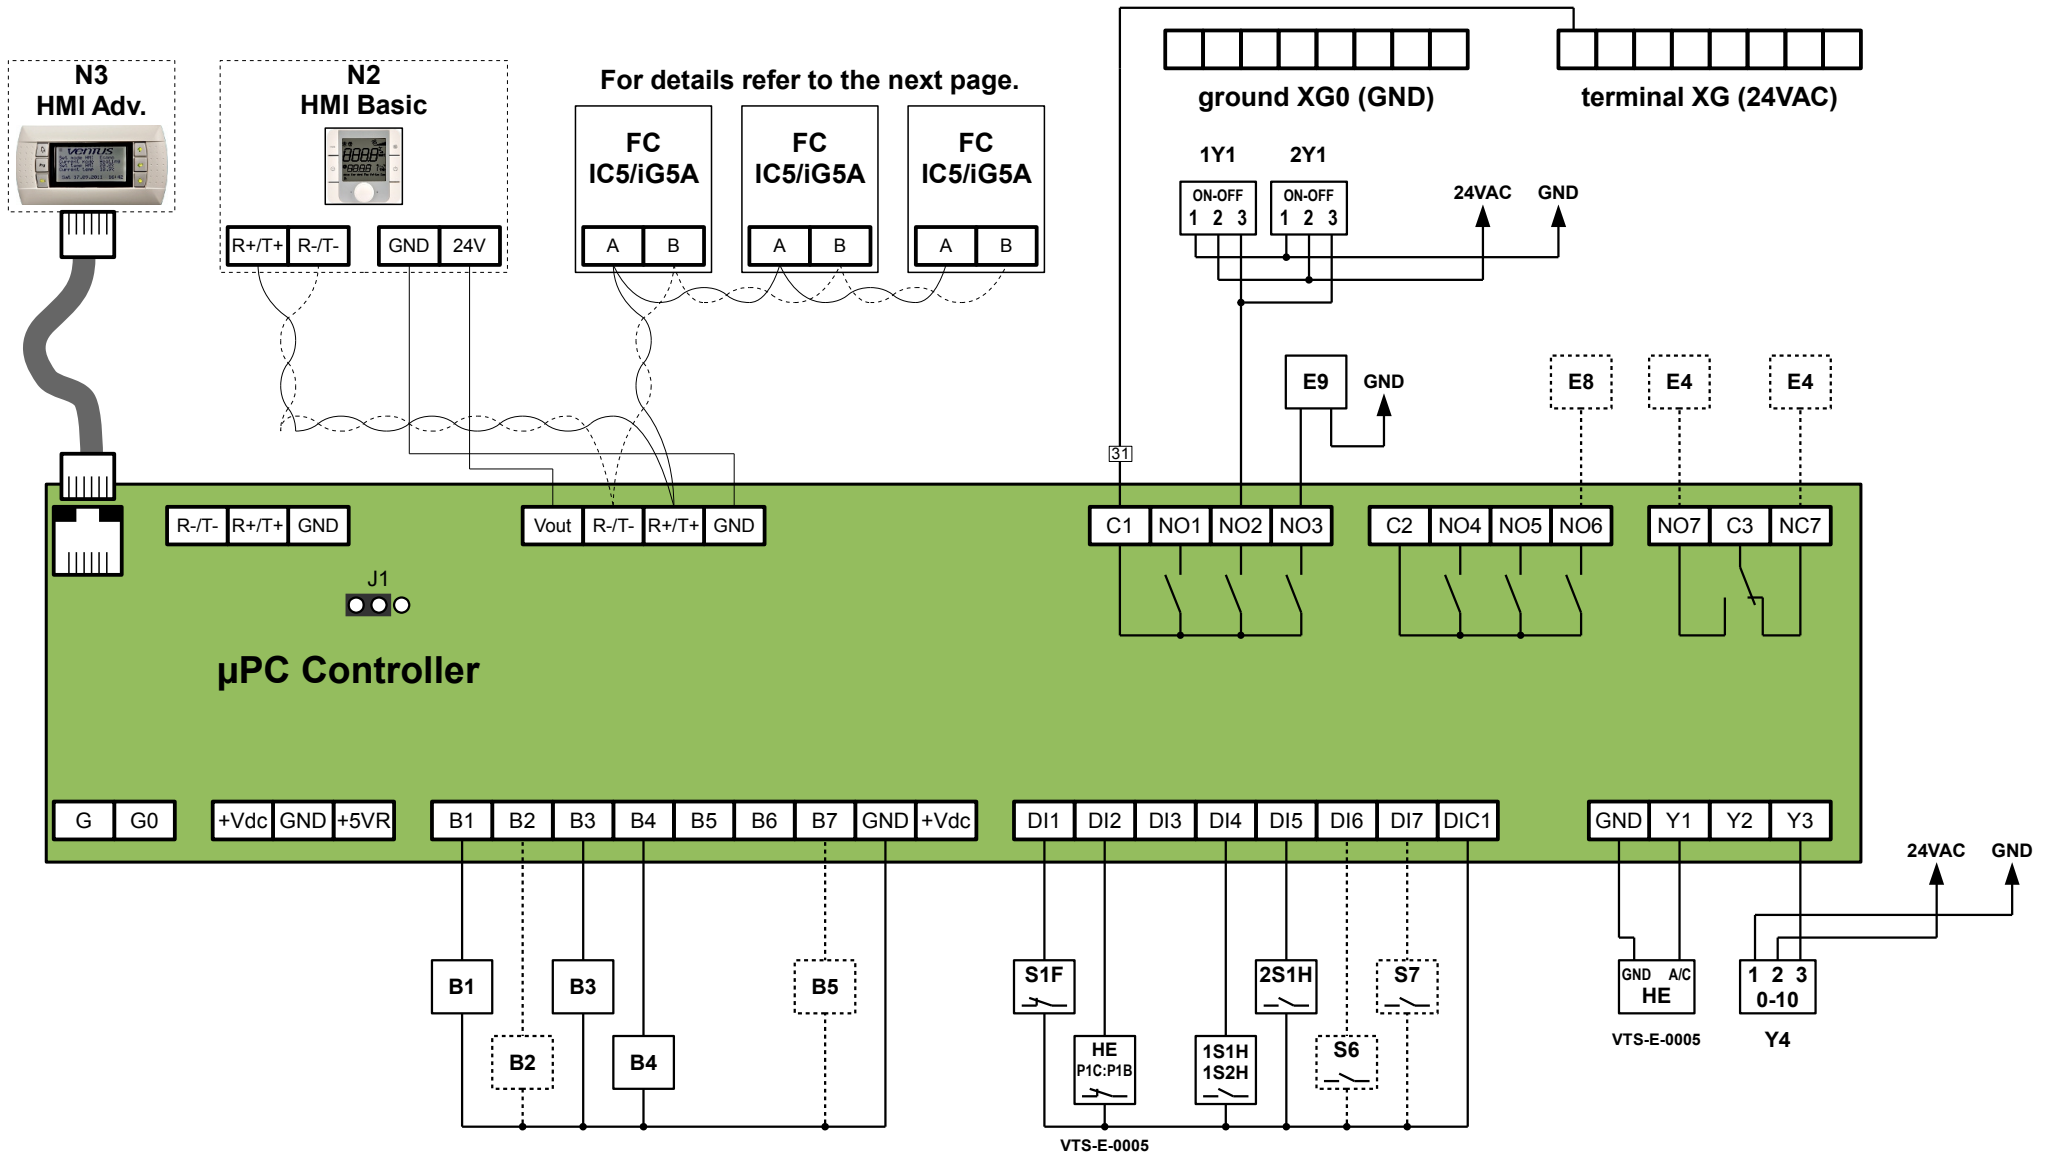 N3
HMI Adv.
VENTUS
N2
HMI Basic
R+/T+ R-/T- GND 24V
For details refer to the next page.
FC
IC5/iG5A
A B
FC
IC5/iG5A
A B
FC
IC5/iG5A
A B
ground XG0 (GND)
terminal XG (24VAC)
1Y1 2Y1
ON-OFF
1 2 3
ON-OFF
1 2 3
24VAC GND
E9 GND
E8 E4 E4
31
R-/T- R+/T+ GND
Vout R-/T- R+/T+ GND
C1 NO1 NO2 NO3
C2 NO4 NO5 NO6
NO7 C3 NC7
J1
µPC Controller
G G0
+Vdc GND +5VR
B1 B2 B3 B4 B5 B6 B7 GND +Vdc
DI1 DI2 DI3 DI4 DI5 DI6 DI7 DIC1
GND Y1 Y2 Y3
24VAC GND
B1 B3 B5
B2 B4
S1F 2S1H S7
HE
P1C:P1B
1S1H
1S2H
S6
VTS-E-0005
GND A/C
HE
VTS-E-0005
1 2 3
0-10
Y4